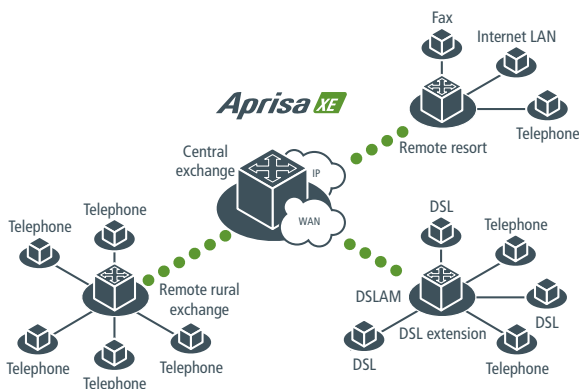 Fax
Internet LAN
Telephone
Remote resort
Aprisa XE
Central
exchange
IP
WAN
Telephone
Telephone
Telephone
Telephone
Telephone
Remote rural
exchange
DSL
Telephone
DSLAM
DSL extension
DSL
DSL
Telephone